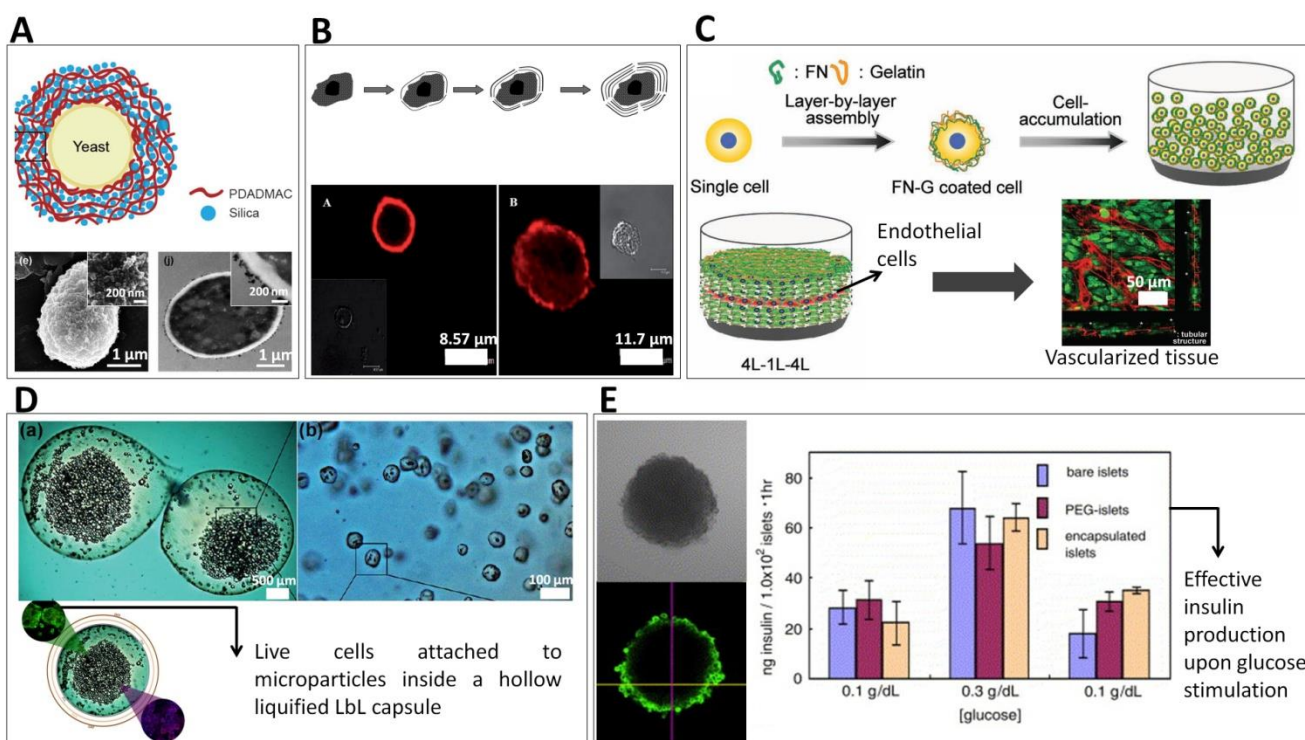 A
Yeast
PDADMAC
Silica
(e)
200 nm
1 µm
(j)
200 nm
1 µm
B
A
8.57 µm
B
11.7 µm
C
: FN : Gelatin
Layer-by-layer
assembly
Cell-
accumulation
Single cell
FN-G coated cell
Endothelial
cells
4L-1L-4L
50 µm
* : tubular
structure
Vascularized tissue
D
(a)
500 µm
(b)
100 µm
Live cells attached to
microparticles inside a hollow
liquified LbL capsule
E
ng insulin / 1.0x10² islets · 1hr
80
60
40
20
0
bare islets
PEG-islets
encapsulated
islets
0.1 g/dL
0.3 g/dL
0.1 g/dL
[glucose]
Effective
insulin
production
upon glucose
stimulation